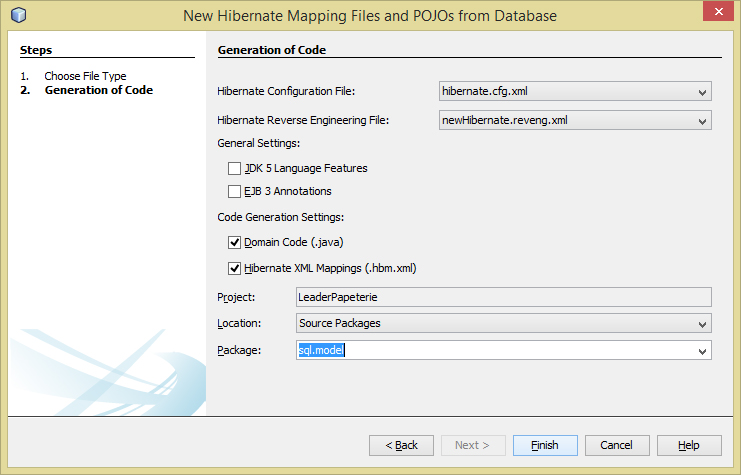 New Hibernate Mapping Files and POJOs from Database
Steps
1. Choose File Type
2. Generation of Code
Generation of Code
Hibernate Configuration File: hibernate.cfg.xml
Hibernate Reverse Engineering File: newHibernate.reveng.xml
General Settings:
JDK 5 Language Features
EJB 3 Annotations
Code Generation Settings:
Domain Code (.java)
Hibernate XML Mappings (.hbm.xml)
Project: LeaderPapeterie
Location: Source Packages
Package: sql.model
< Back Next > Finish Cancel Help